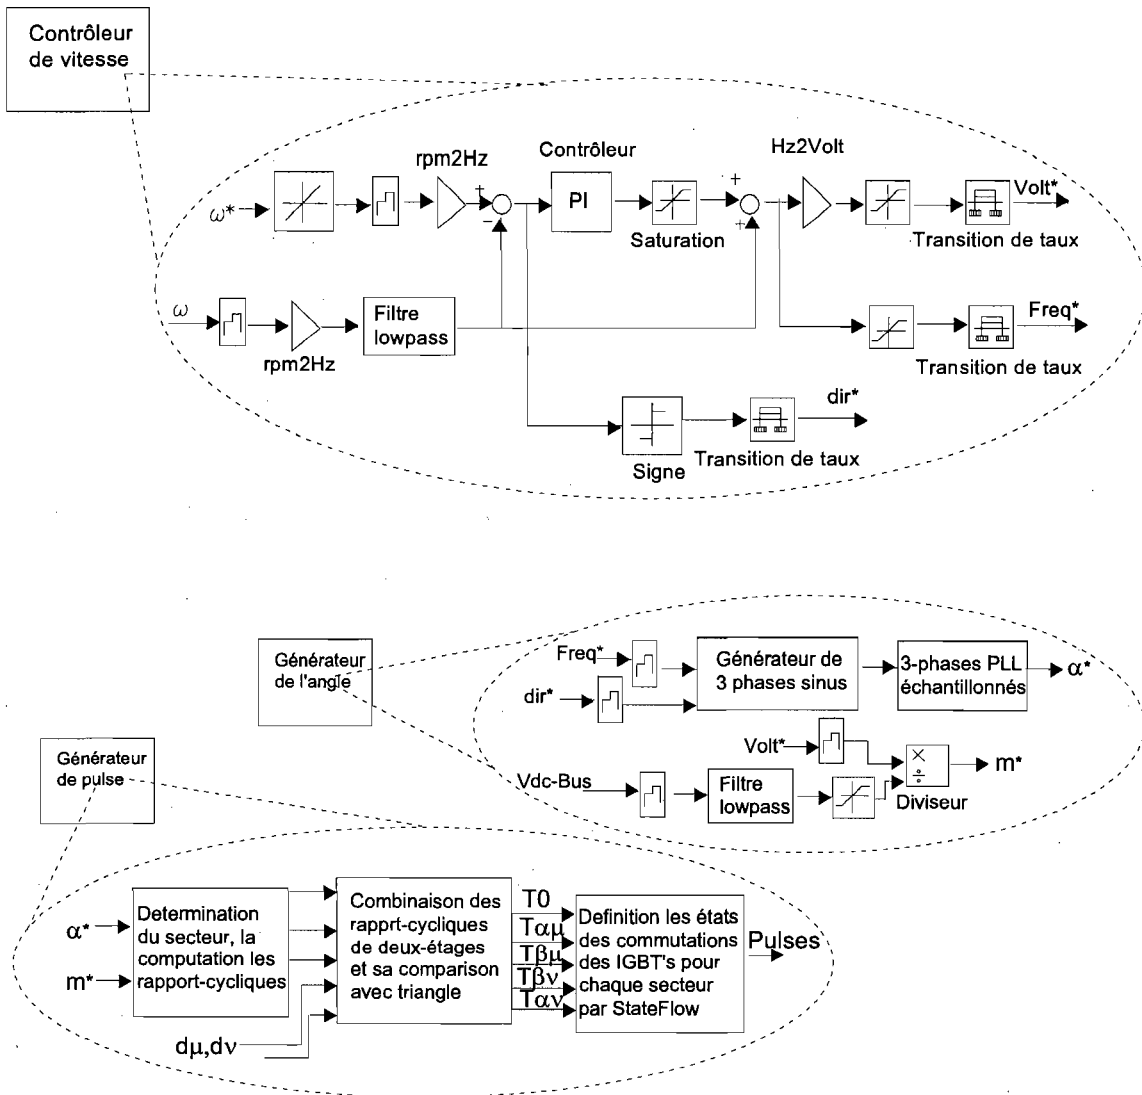 Contrôleur
de vitesse
rpm2Hz
Contrôleur
Hz2Volt
ω*
+
−
PI
Saturation
+
+
Volt*
Transition de taux
ω
rpm2Hz
Filtre
lowpass
Freq*
Transition de taux
dir*
Signe
Transition de taux
Générateur
de l'angle
Freq*
dir*
Générateur de
3 phases sinus
3-phases PLL
échantillonnés
α*
Volt*
×
÷
m*
Diviseur
Vdc-Bus
Filtre
lowpass
Générateur
de pulse
α*
m*
Determination
du secteur, la
computation les
rapport-cycliques
dμ,dν
Combinaison des
rapprt-cycliques
de deux-étages
et sa comparison
avec triangle
T0
Tαμ
Tβμ
Tβν
Tαν
Definition les états
des commutations
des IGBT's pour
chaque secteur
par StateFlow
Pulses